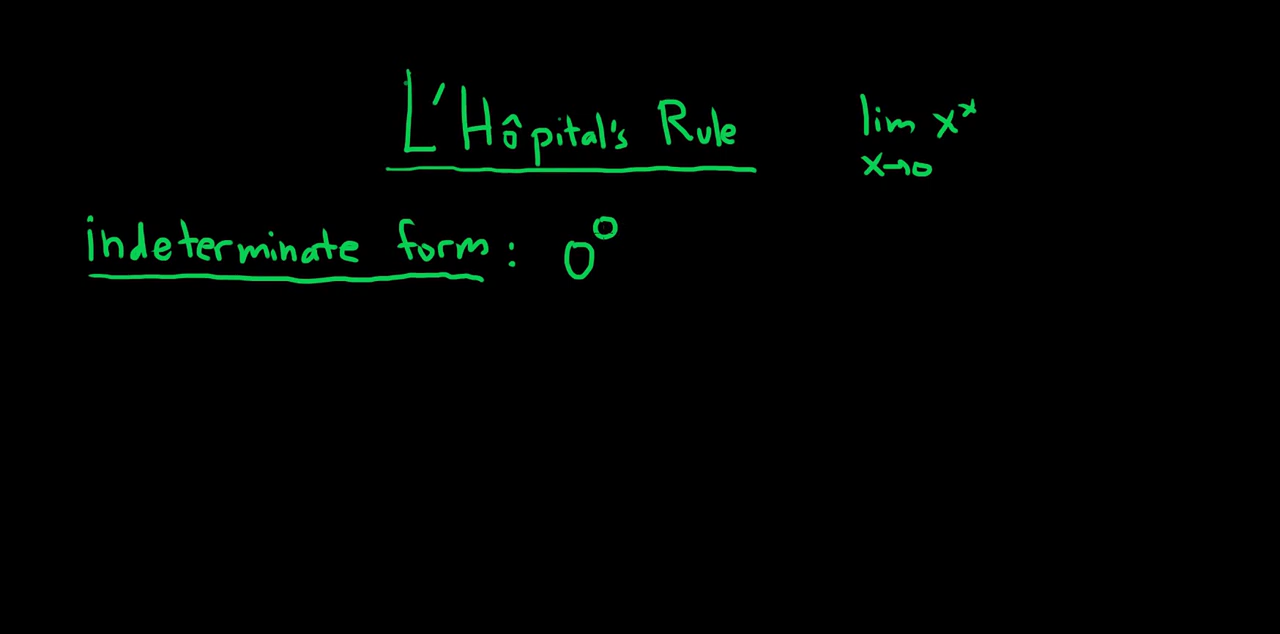 L'Hôpital's Rule
lim x^x
x→0
indeterminate form: 0^0